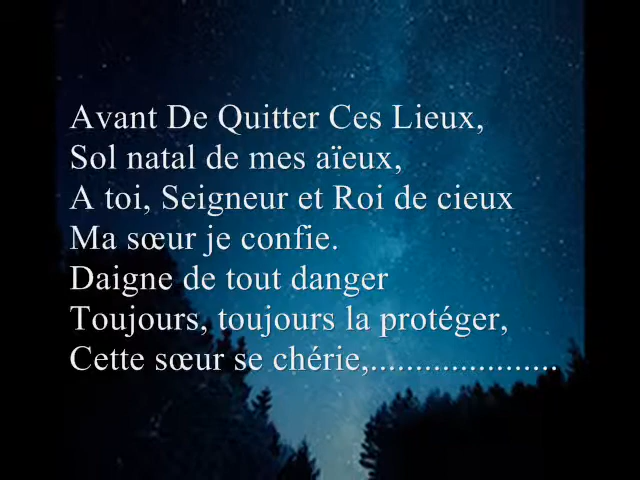 Avant De Quitter Ces Lieux,
Sol natal de mes aïeux,
A toi, Seigneur et Roi de cieux
Ma sœur je confie.
Daigne de tout danger
Toujours, toujours la protéger,
Cette sœur se chérie,.....................